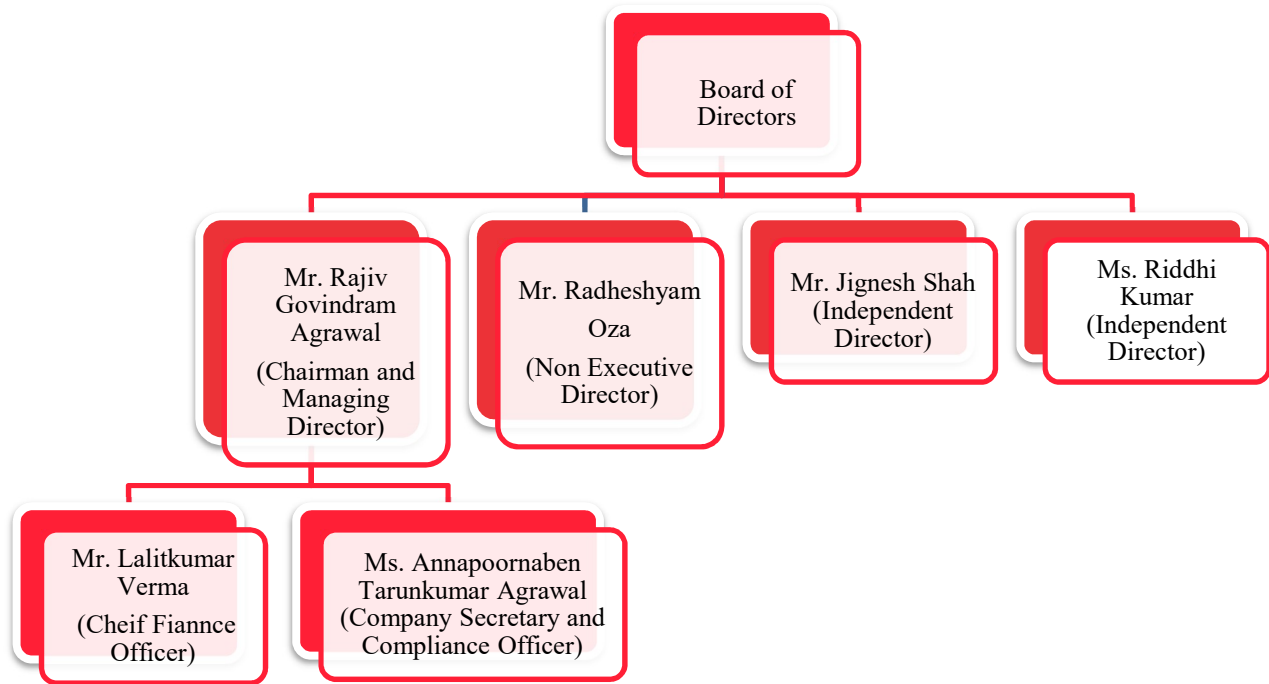 Board of
Directors
Mr. Rajiv
Govindram
Agrawal
(Chairman and
Managing
Director)
Mr. Radheshyam
Oza
(Non Executive
Director)
Mr. Jignesh Shah
(Independent
Director)
Ms. Riddhi
Kumar
(Independent
Director)
Mr. Lalitkumar
Verma
(Cheif Fiannce
Officer)
Ms. Annapoornaben
Tarunkumar Agrawal
(Company Secretary and
Compliance Officer)